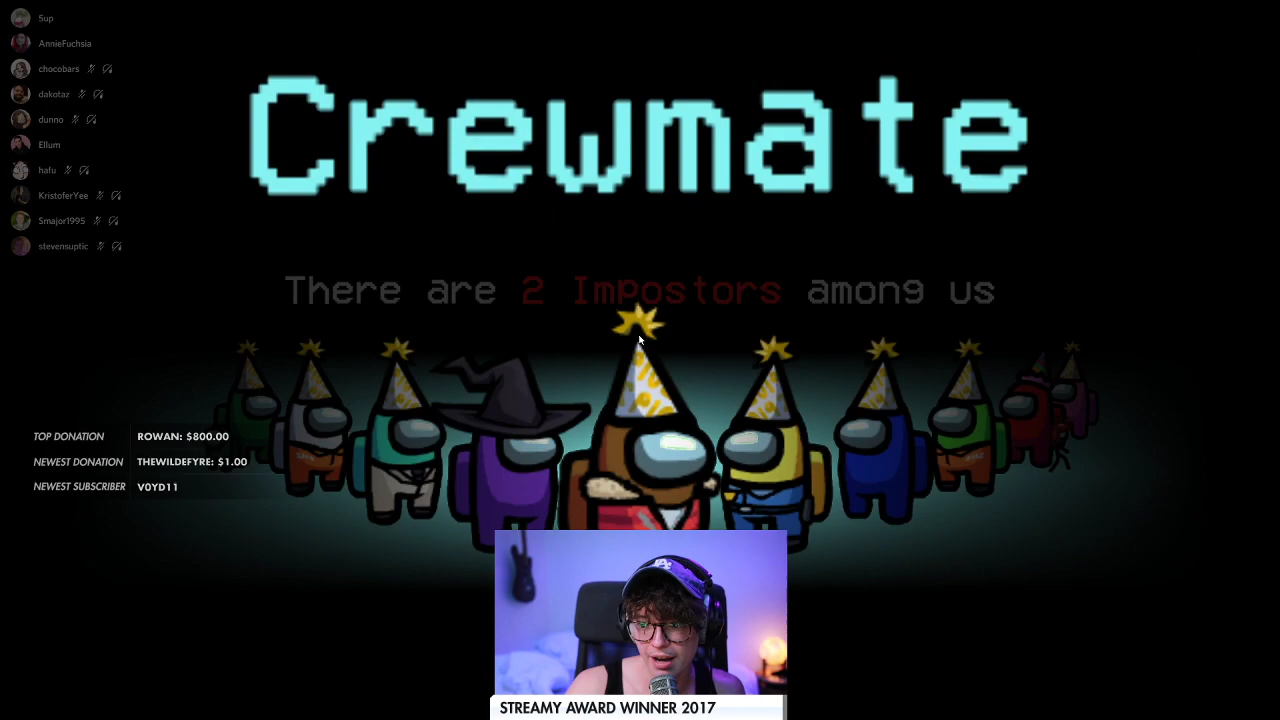 5up
AnnieFuchsia
chocobars
dakotaz
dunno
Ellum
hafu
KristoferYee
Smajor1995
stevensuptic
Crewmate
There are 2 Impostors among us
TOP DONATION ROWAN: $800.00
NEWEST DONATION THEWILDEFYRE: $1.00
NEWEST SUBSCRIBER V0YD11
STREAMY AWARD WINNER 2017